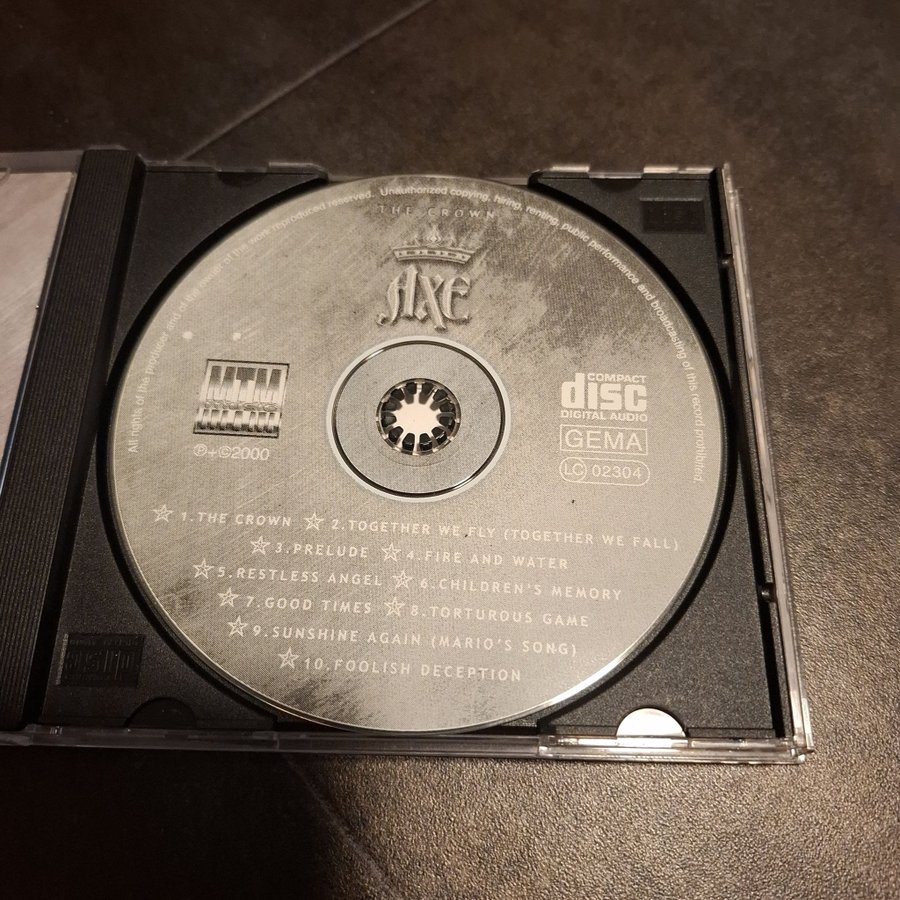 All rights of the producer and the owner of the work reproduced reserved. Unauthorized copying, hiring, renting, public performance and broadcasting of this record prohibited.
THE CROWN
AXE
MTM
MUSIC
℗+©2000
COMPACT
disc
DIGITAL AUDIO
GEMA
LC 02304
1.THE CROWN 2.TOGETHER WE FLY (TOGETHER WE FALL)
3.PRELUDE 4.FIRE AND WATER
5.RESTLESS ANGEL 6.CHILDREN'S MEMORY
7.GOOD TIMES 8.TORTUROUS GAME
9.SUNSHINE AGAIN (MARIO'S SONG)
10.FOOLISH DECEPTION
disc